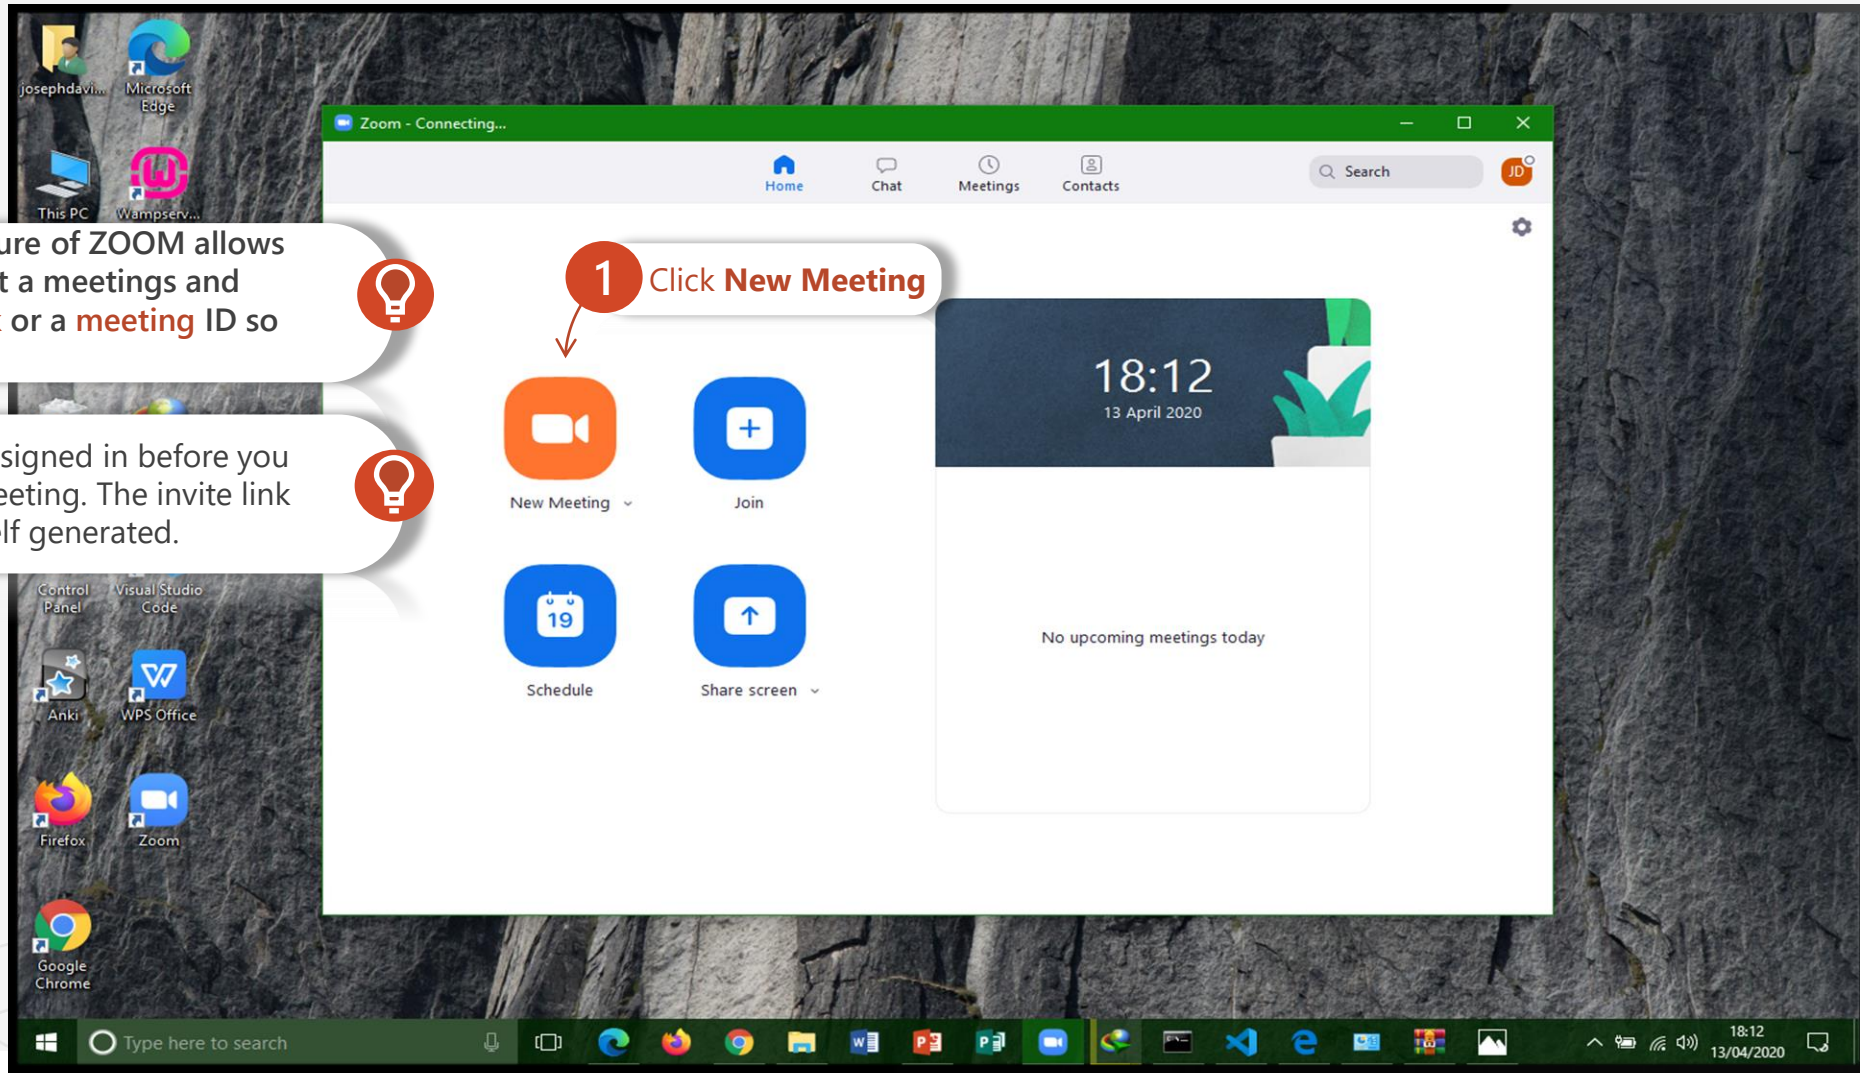 josephdavi...
Microsoft
Edge
This PC
Wampserv...
Zoom - Connecting...
Home
Chat
Meetings
Contacts
Search
JD
ure of ZOOM allows
t a meetings and
or a meeting ID so
1
Click New Meeting
signed in before you
eeting. The invite link
elf generated.
18:12
13 April 2020
New Meeting
Join
19
Schedule
Share screen
No upcoming meetings today
Control
Panel
Visual Studio
Code
Anki
WPS Office
Firefox
Zoom
Google
Chrome
Type here to search
18:12
13/04/2020